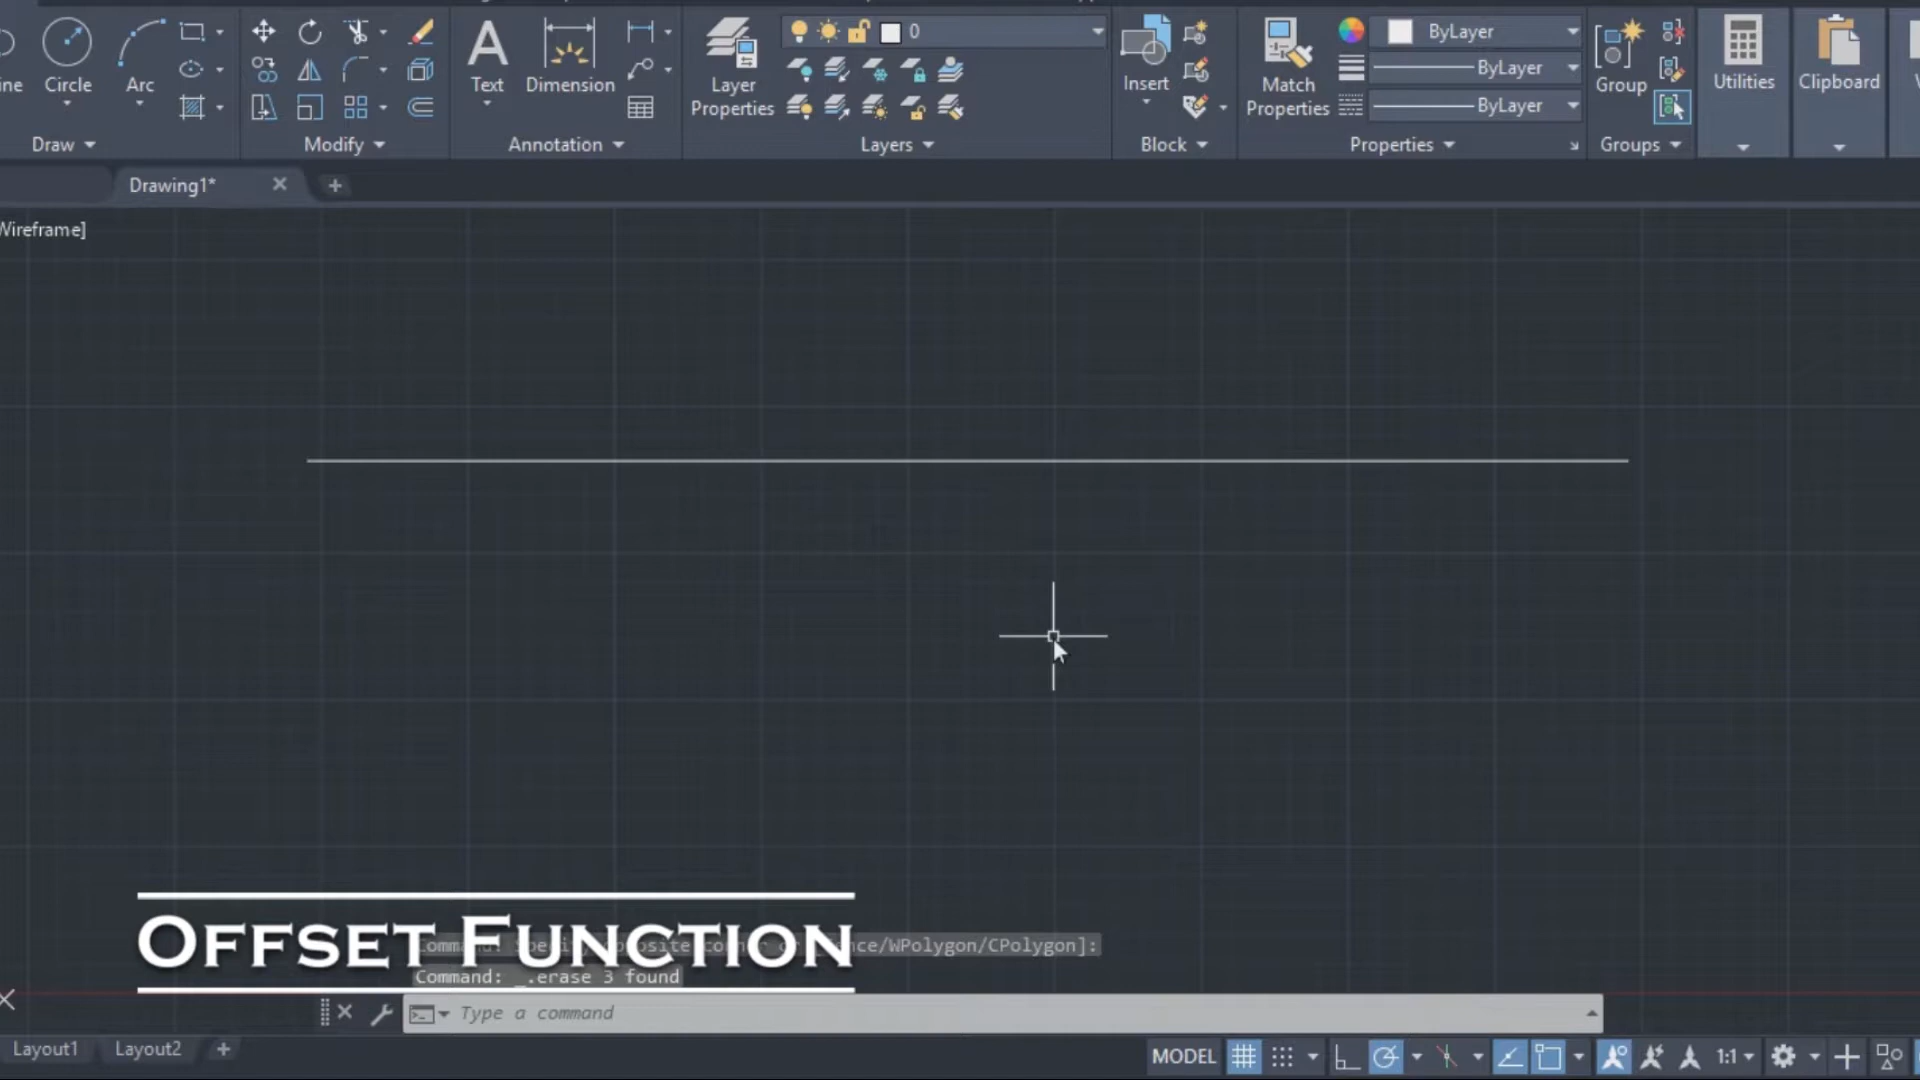 Circle
Arc
Text
Dimension
Layer
Properties
0
Insert
Match
Properties
ByLayer
ByLayer
ByLayer
Group
Utilities
Clipboard
Draw
Modify
Annotation
Layers
Block
Properties
Groups
Drawing1*
Wireframe]
OFFSET FUNCTION
Command:
/WPolygon/CPolygon]:
Command: _.erase 3 found
Type a command
Layout1
Layout2
MODEL
1:1